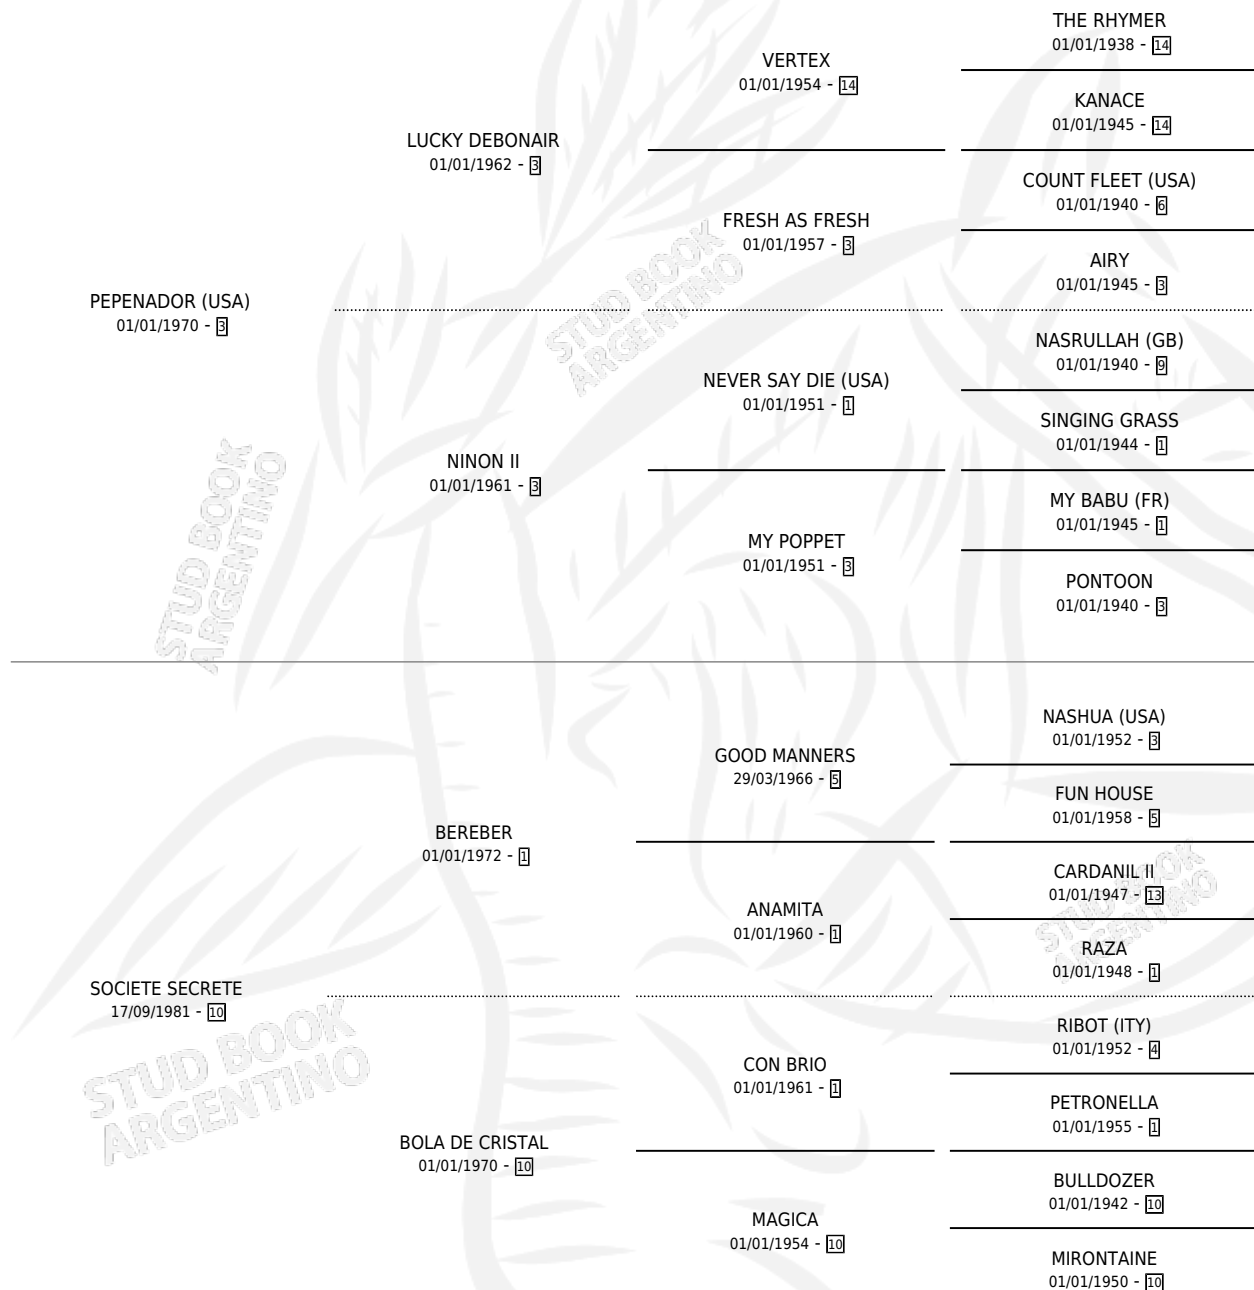 THE RHYMER
01/01/1938 - 14
VERTEX
01/01/1954 - 14
KANACE
01/01/1945 - 14
LUCKY DEBONAIR
01/01/1962 - 3
COUNT FLEET (USA)
01/01/1940 - 6
FRESH AS FRESH
01/01/1957 - 3
AIRY
01/01/1945 - 3
PEPENADOR (USA)
01/01/1970 - 3
NASRULLAH (GB)
01/01/1940 - 9
NEVER SAY DIE (USA)
01/01/1951 - 1
SINGING GRASS
01/01/1944 - 1
NINON II
01/01/1961 - 3
MY BABU (FR)
01/01/1945 - 1
MY POPPET
01/01/1951 - 3
PONTOON
01/01/1940 - 3
NASHUA (USA)
01/01/1952 - 3
GOOD MANNERS
29/03/1966 - 5
FUN HOUSE
01/01/1958 - 5
BEREBER
01/01/1972 - 1
CARDANIL II
01/01/1947 - 13
ANAMITA
01/01/1960 - 1
RAZA
01/01/1948 - 1
SOCIETE SECRETE
17/09/1981 - 10
RIBOT (ITY)
01/01/1952 - 4
CON BRIO
01/01/1961 - 1
PETRONELLA
01/01/1955 - 1
BOLA DE CRISTAL
01/01/1970 - 10
BULLDOZER
01/01/1942 - 10
MAGICA
01/01/1954 - 10
MIRONTAINE
01/01/1950 - 10
STUD BOOK
ARGENTINO
STUD BOOK
ARGENTINO
STUD BOOK
ARGENTINO
STUD BOOK
ARGENTINO